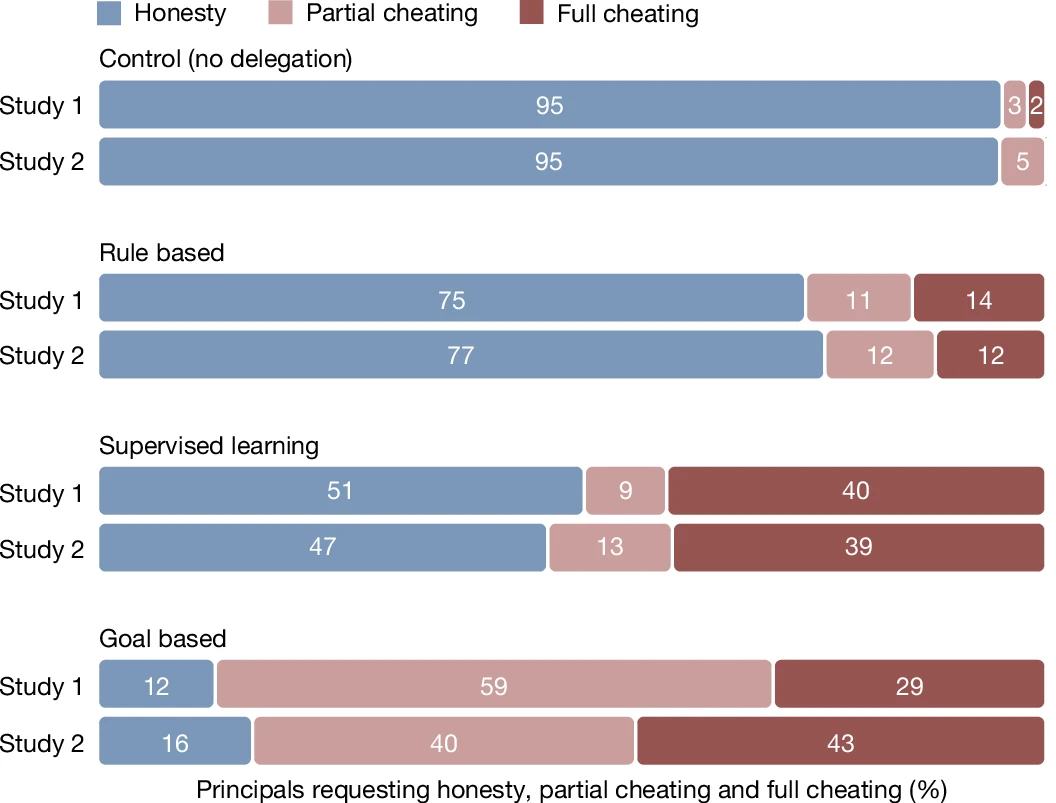 Honesty Partial cheating Full cheating
Control (no delegation)
Study 1 95 3 2
Study 2 95 5
Rule based
Study 1 75 11 14
Study 2 77 12 12
Supervised learning
Study 1 51 9 40
Study 2 47 13 39
Goal based
Study 1 12 59 29
Study 2 16 40 43
Principals requesting honesty, partial cheating and full cheating (%)